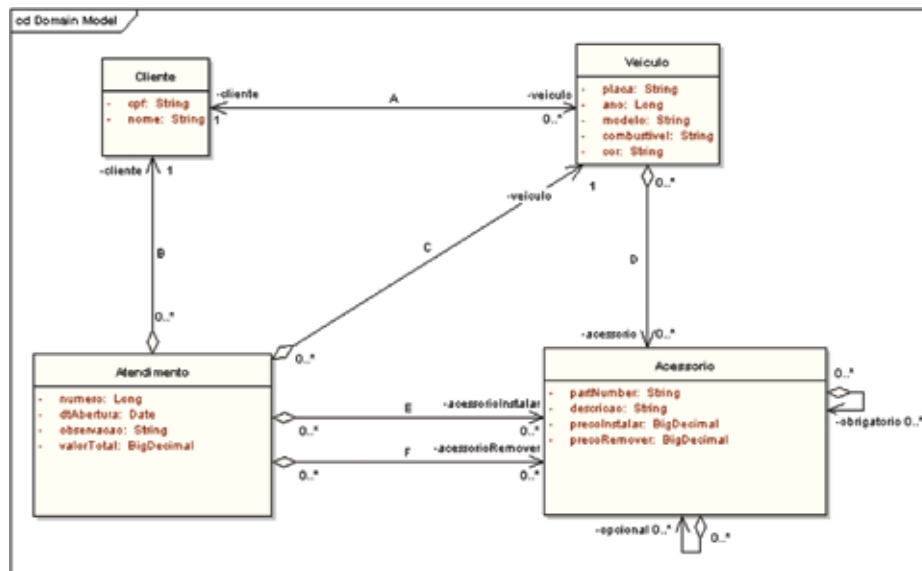 cd Domain Model
Cliente
- cpf: String
- nome: String
-cliente
1
A
-veiculo
0..*
Veiculo
- placa: String
- ano: Long
- modelo: String
- combustivel: String
- cor: String
-cliente 1
B
0..*
-veiculo
1
C
0..*
0..*
D
-acessorio 0..*
Atendimento
- numero: Long
- dtAbertura: Date
- observacao: String
- valorTotal: BigDecimal
E
-acessorioInstalar
0..*
0..*
F
-acessorioRemover
0..*
0..*
Acessorio
- partNumber: String
- descricao: String
- precoInstalar: BigDecimal
- precoRemover: BigDecimal
0..*
-obrigatorio 0..*
-opcional 0..*
0..*